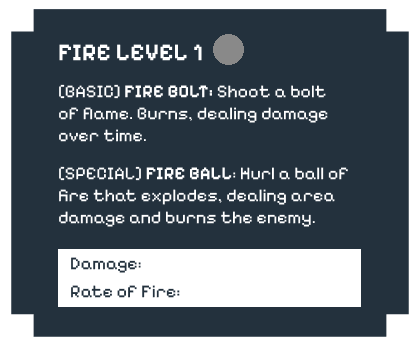 FIRE LEVEL 1
(BASIC) FIRE BOLT: Shoot a bolt
of flame. Burns, dealing damage
over time.
(SPECIAL) FIRE BALL: Hurl a ball of
fire that explodes, dealing area
damage and burns the enemy.
Damage:
Rate of Fire: